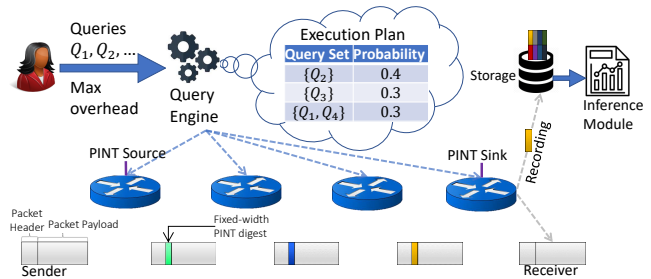 Queries
Q₁, Q₂, …
Max
overhead
Query
Engine
Execution Plan
Query Set Probability
{Q₂} 0.4
{Q₃} 0.3
{Q₁, Q₄} 0.3
Storage
Inference
Module
Recording
PINT Source
PINT Sink
Packet
Header
Packet Payload
Fixed-width
PINT digest
Sender
Receiver